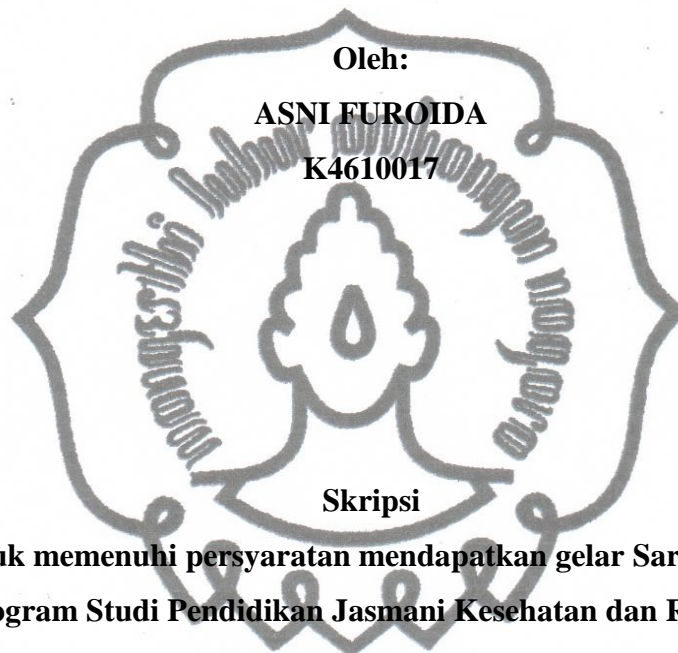 Oleh:
ASNI FUROIDA
K4610017
Skripsi
uk memenuhi persyaratan mendapatkan gelar Sar
ogram Studi Pendidikan Jasmani Kesehatan dan R